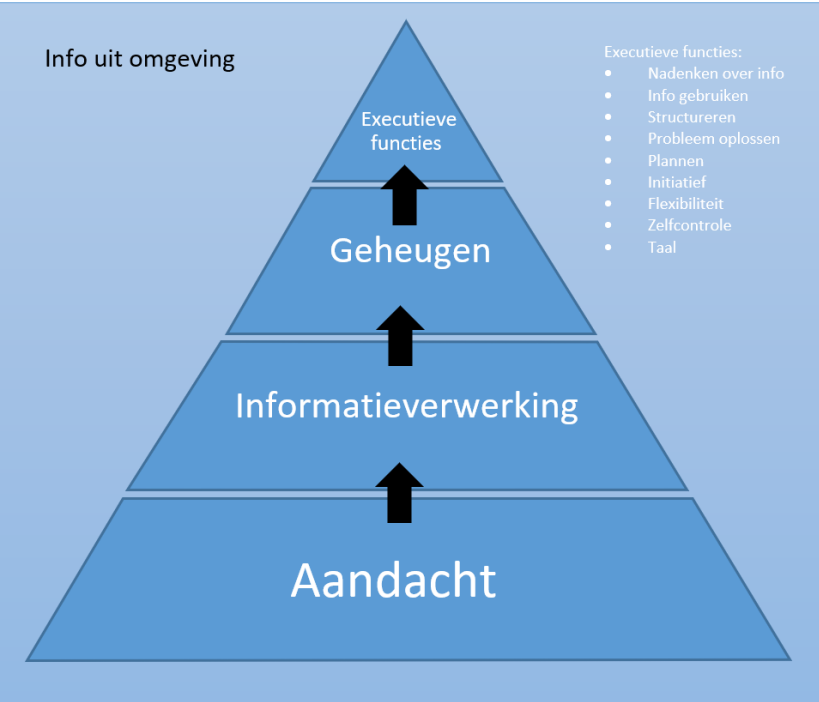 Info uit omgeving
Executieve functies:
• Nadenken over info
• Info gebruiken
• Structureren
• Probleem oplossen
• Plannen
• Initiatief
• Flexibiliteit
• Zelfcontrole
• Taal
Executieve
functies
Geheugen
Informatieverwerking
Aandacht